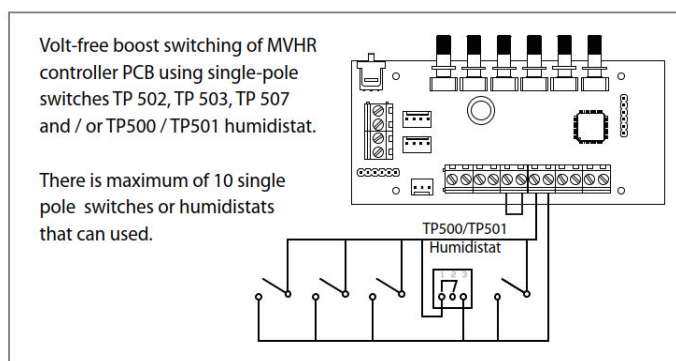 Volt-free boost switching of MVHR
controller PCB using single-pole
switches TP 502, TP 503, TP 507
and / or TP500 / TP501 humidistat.
There is maximum of 10 single
pole  switches or humidistats
that can used.
TP500/TP501
Humidistat
1 2 3